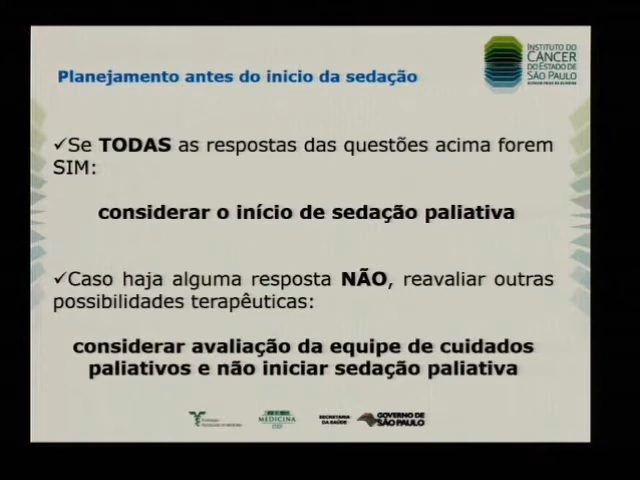 INSTITUTO DO
CÂNCER
DO ESTADO DE
SÃO PAULO
Planejamento antes do inicio da sedação
✓Se TODAS as respostas das questões acima forem
SIM:
considerar o início de sedação paliativa
✓Caso haja alguma resposta NÃO, reavaliar outras
possibilidades terapêuticas:
considerar avaliação da equipe de cuidados
paliativos e não iniciar sedação paliativa
MEDICINA
SECRETARIA
DA SAÚDE
GOVERNO DE
SÃO PAULO